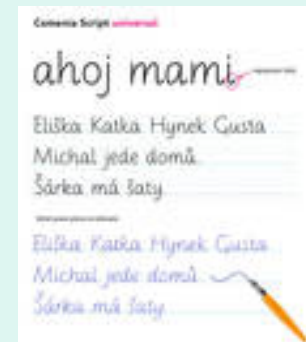 Comenia Script universal
ahoj mami
Eliška Katka Hynek Gusta
Michal jede domů.
Šárka má šaty.
Eliška Katka Hynek Gusta
Michal jede domů.
Šárka má šaty.